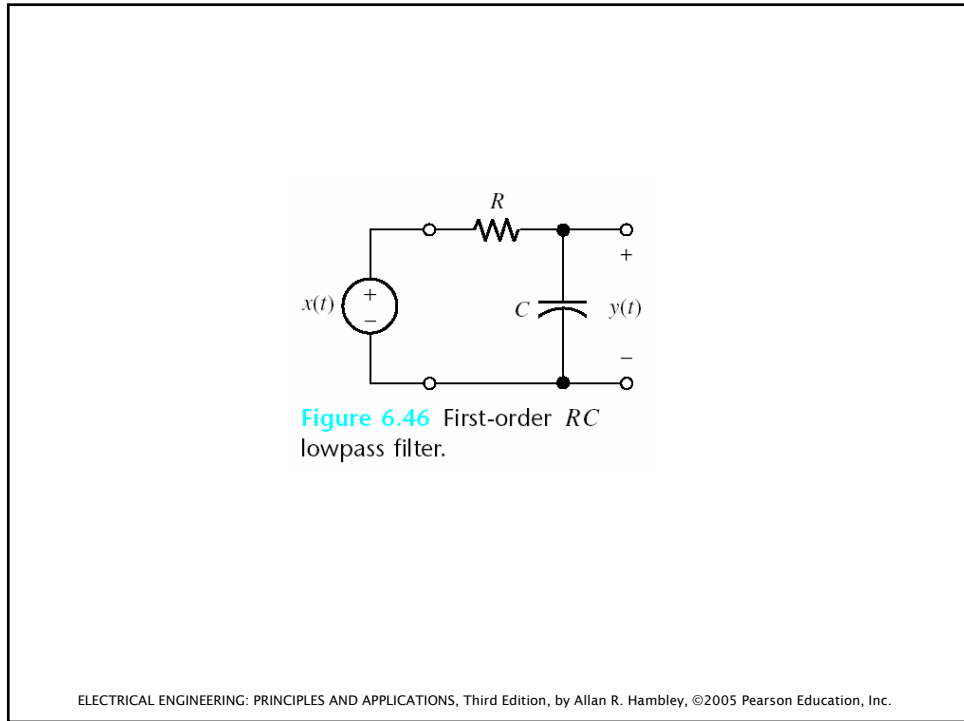 R
+
x(t)
+
−
C
y(t)
−
Figure 6.46 First-order RC
lowpass filter.
ELECTRICAL ENGINEERING: PRINCIPLES AND APPLICATIONS, Third Edition, by Allan R. Hambley, ©2005 Pearson Education, Inc.